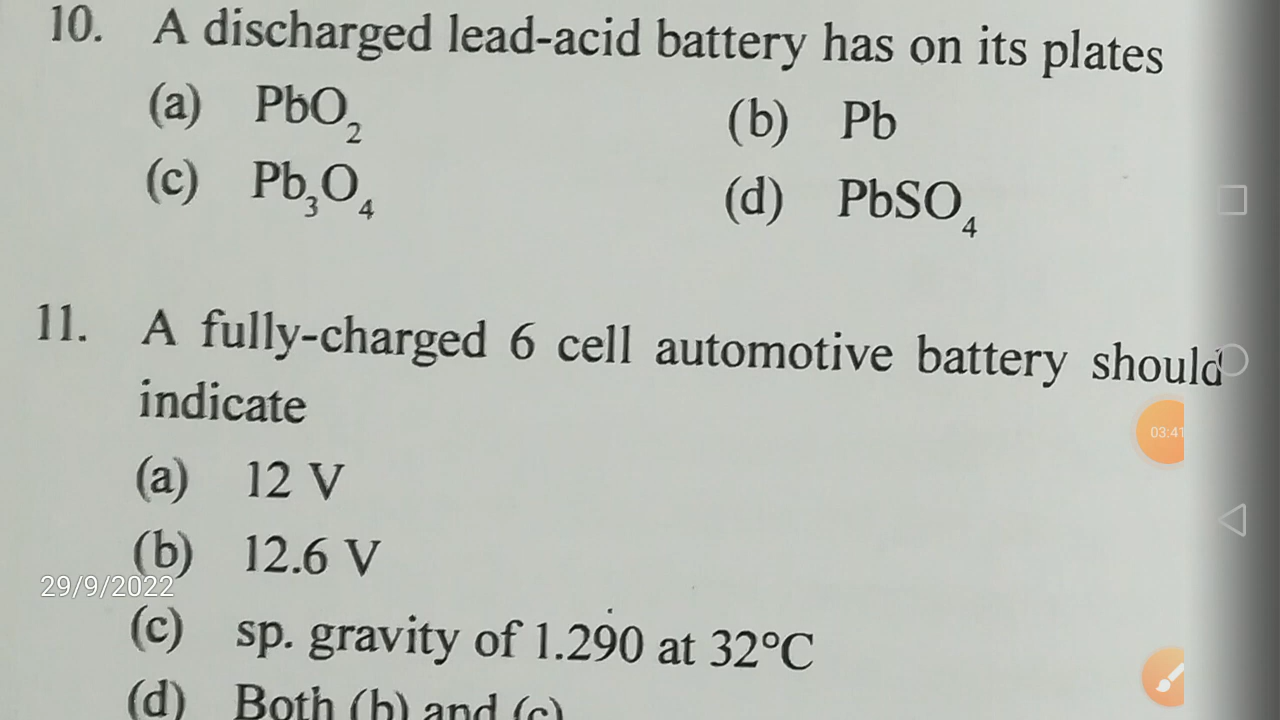 10. A discharged lead-acid battery has on its plates
(a) PbO₂ (b) Pb
(c) Pb₃O₄ (d) PbSO₄
11. A fully-charged 6 cell automotive battery should
indicate
03:41
(a) 12 V
(b) 12.6 V
29/9/2022
(c) sp. gravity of 1.290 at 32°C
(d) Both (b) and (c)